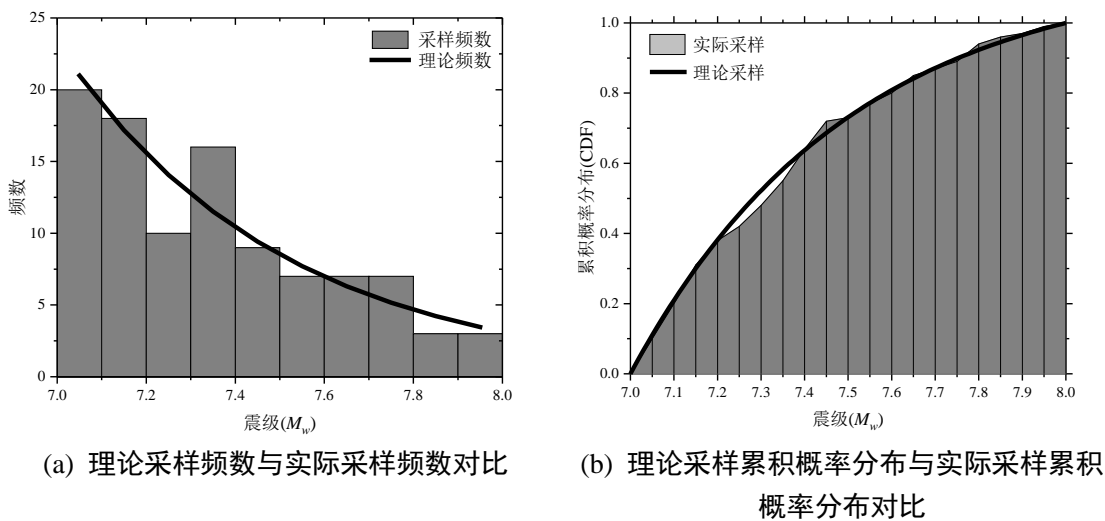 25
20
15
10
5
0
频数
采样频数
理论频数
7.0 7.2 7.4 7.6 7.8 8.0
震级(Mw)
(a) 理论采样频数与实际采样频数对比
1.0
0.8
0.6
0.4
0.2
0.0
累积概率分布(CDF)
实际采样
理论采样
7.0 7.1 7.2 7.3 7.4 7.5 7.6 7.7 7.8 7.9 8.0
震级(Mw)
(b) 理论采样累积概率分布与实际采样累积
概率分布对比